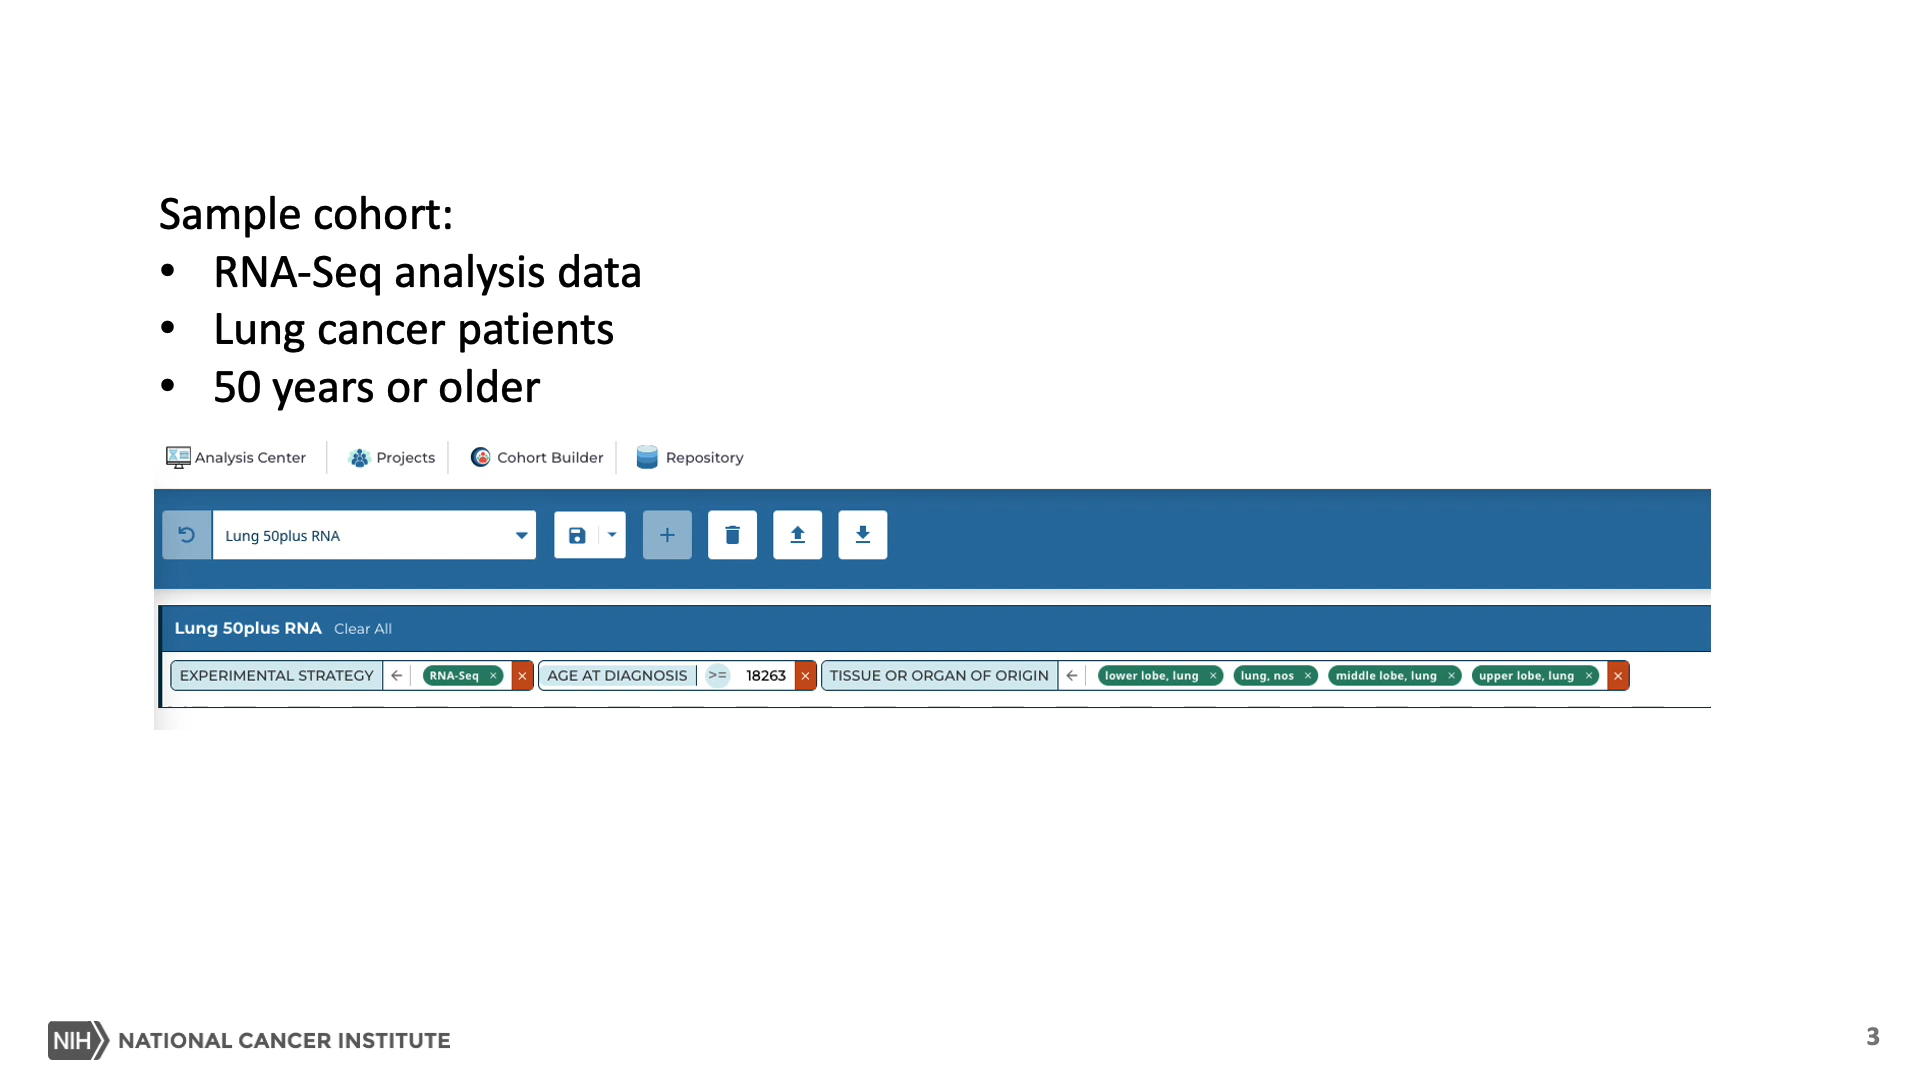 Sample cohort:
• RNA-Seq analysis data
• Lung cancer patients
• 50 years or older
Analysis Center Projects Cohort Builder Repository
Lung 50plus RNA
Lung 50plus RNA Clear All
EXPERIMENTAL STRATEGY RNA-Seq × × AGE AT DIAGNOSIS >= 18263 × TISSUE OR ORGAN OF ORIGIN lower lobe, lung × lung, nos × middle lobe, lung × upper lobe, lung × ×
NIH NATIONAL CANCER INSTITUTE
3